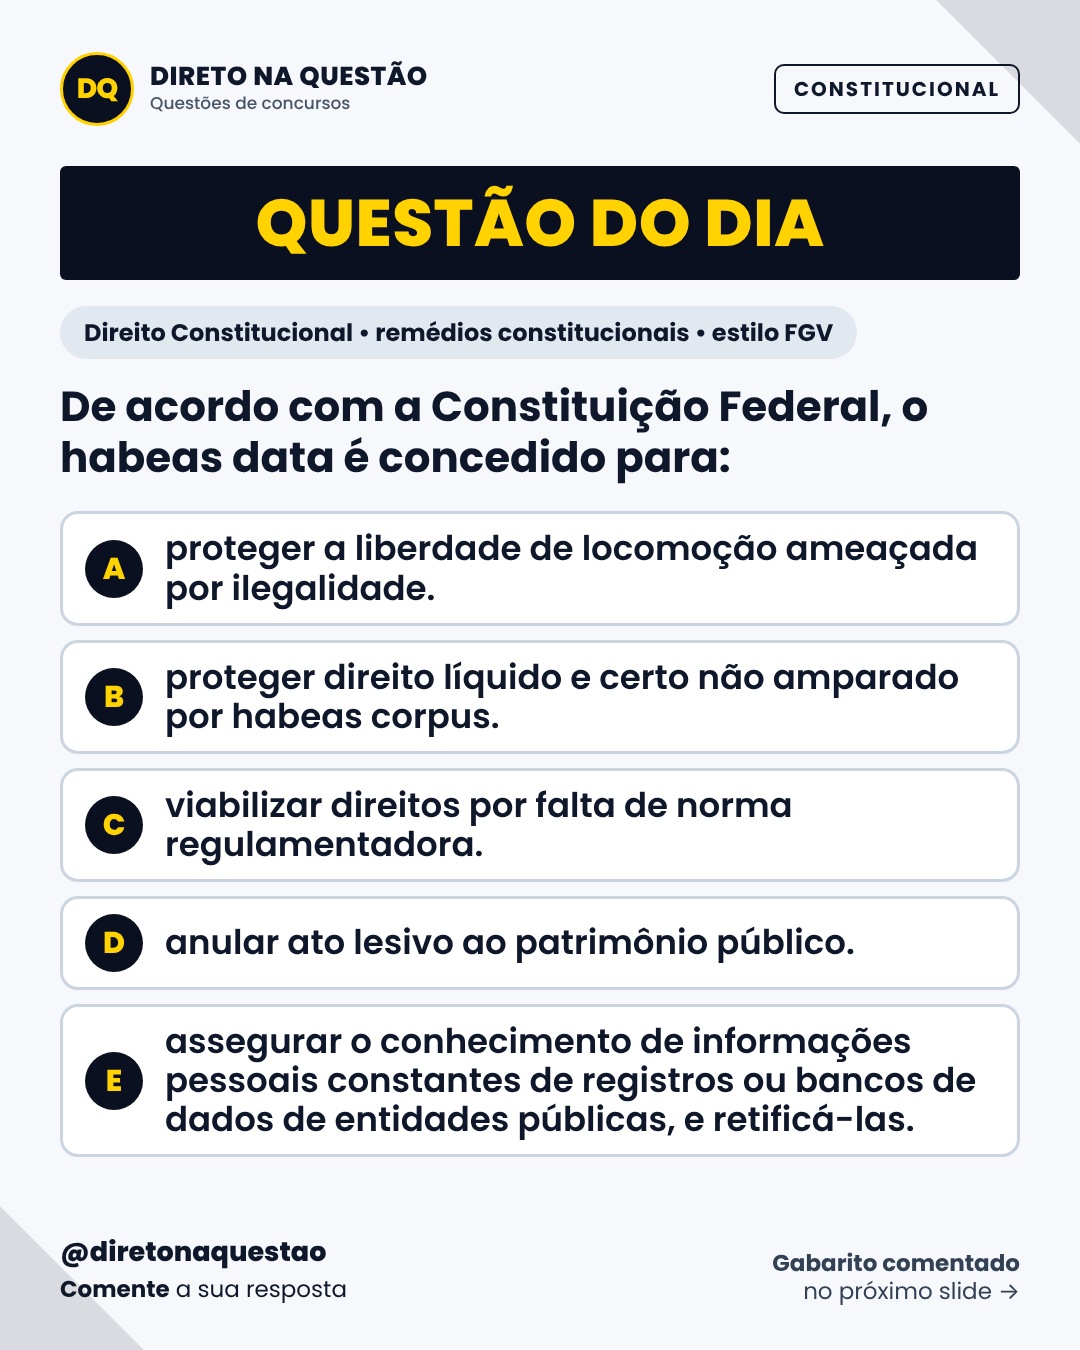 DQ
DIRETO NA QUESTÃO
Questões de concursos
CONSTITUCIONAL
QUESTÃO DO DIA
Direito Constitucional • remédios constitucionais • estilo FGV
De acordo com a Constituição Federal, o
habeas data é concedido para:
A
proteger a liberdade de locomoção ameaçada
por ilegalidade.
B
proteger direito líquido e certo não amparado
por habeas corpus.
C
viabilizar direitos por falta de norma
regulamentadora.
D
anular ato lesivo ao patrimônio público.
E
assegurar o conhecimento de informações
pessoais constantes de registros ou bancos de
dados de entidades públicas, e retificá-las.
@diretonaquestao
Comente a sua resposta
Gabarito comentado
no próximo slide →